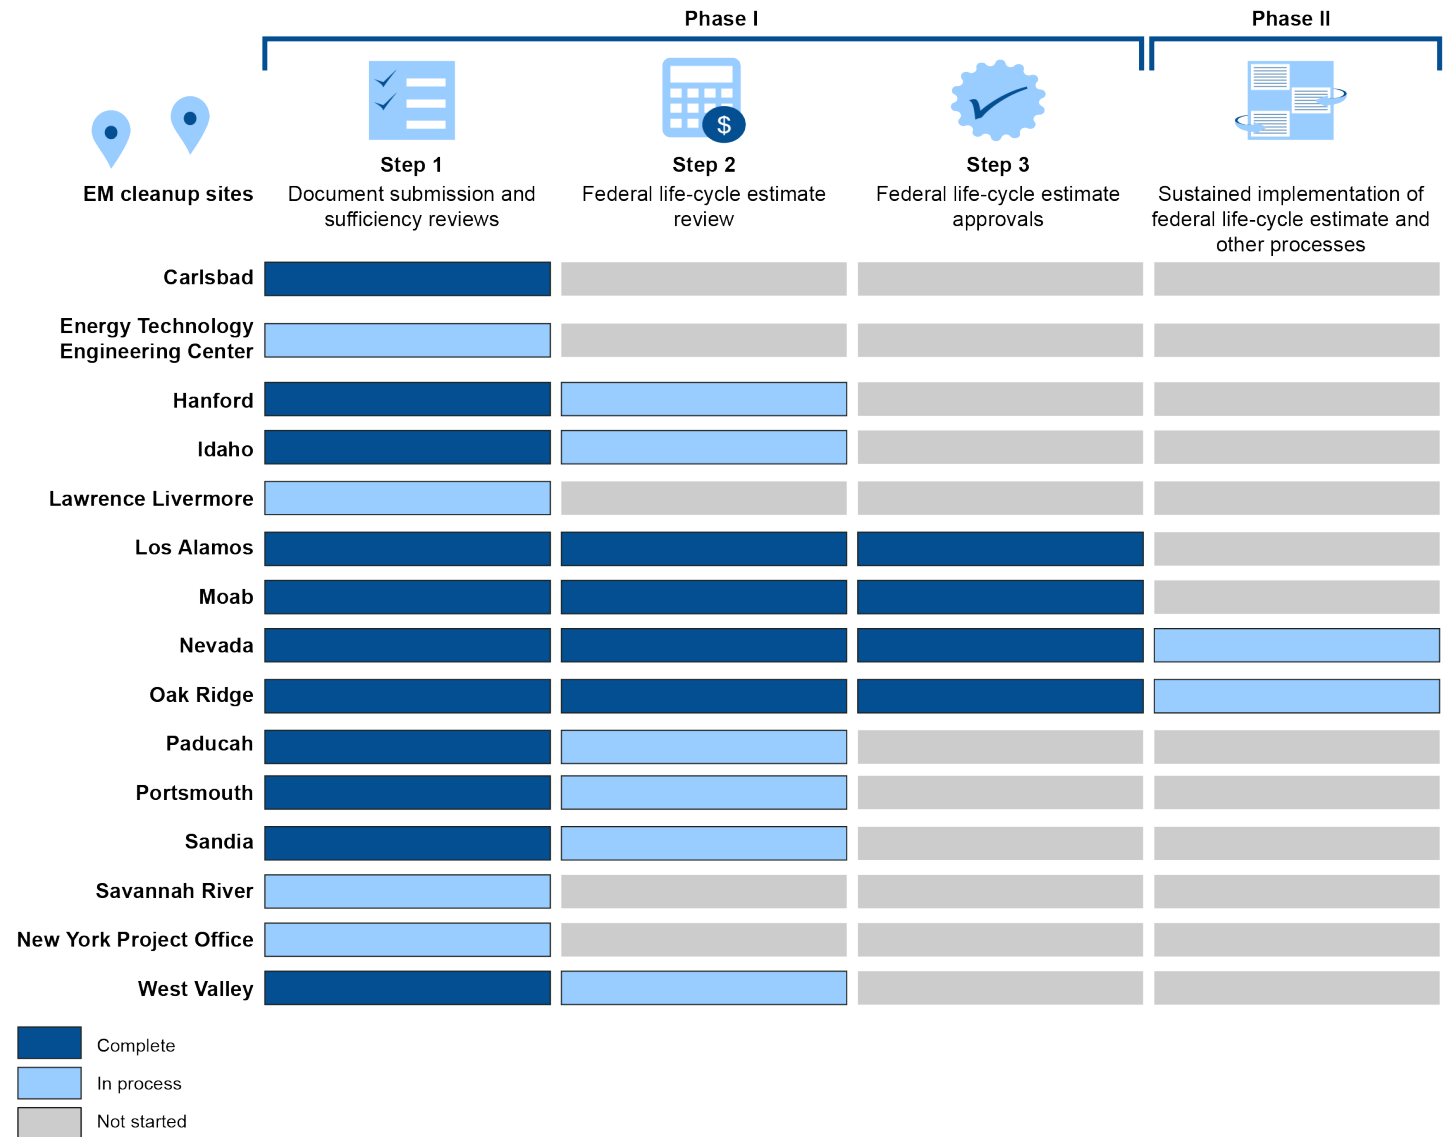 Phase I
Phase II
$
EM cleanup sites
Step 1
Document submission and
sufficiency reviews
Step 2
Federal life-cycle estimate
review
Step 3
Federal life-cycle estimate
approvals
Sustained implementation of
federal life-cycle estimate and
other processes
Carlsbad
Energy Technology
Engineering Center
Hanford
Idaho
Lawrence Livermore
Los Alamos
Moab
Nevada
Oak Ridge
Paducah
Portsmouth
Sandia
Savannah River
New York Project Office
West Valley
Complete
In process
Not started